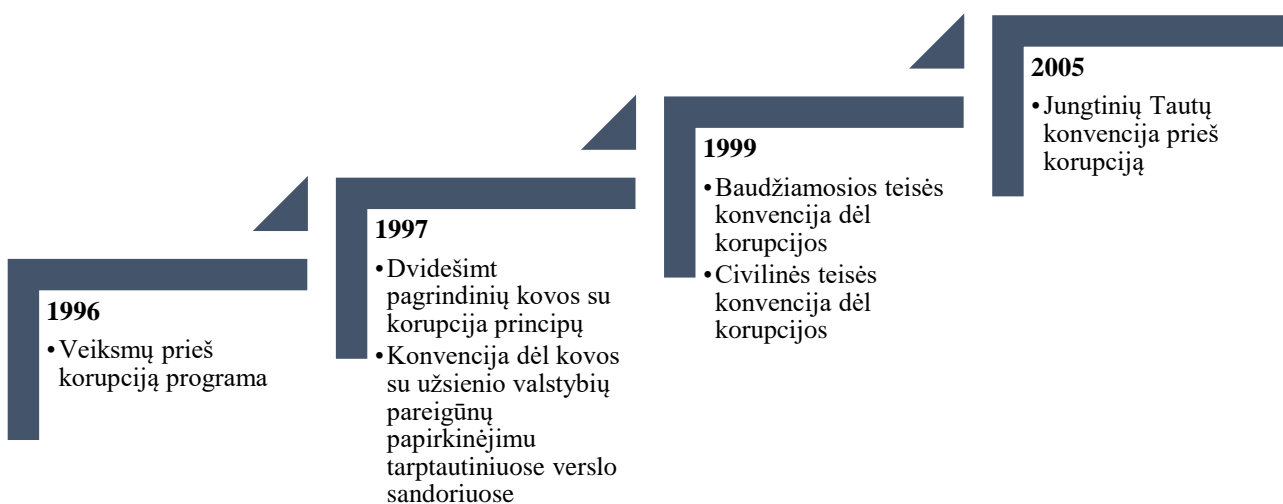 1996
•Veiksmų prieš
korupciją programa
1997
•Dvidešimt
pagrindinių kovos su
korupcija principų
•Konvencija dėl kovos
su užsienio valstybių
pareigūnų
papirkinėjimu
tarptautiniuose verslo
sandoriuose
1999
•Baudžiamosios teisės
konvencija dėl
korupcijos
•Civilinės teisės
konvencija dėl
korupcijos
2005
•Jungtinių Tautų
konvencija prieš
korupciją